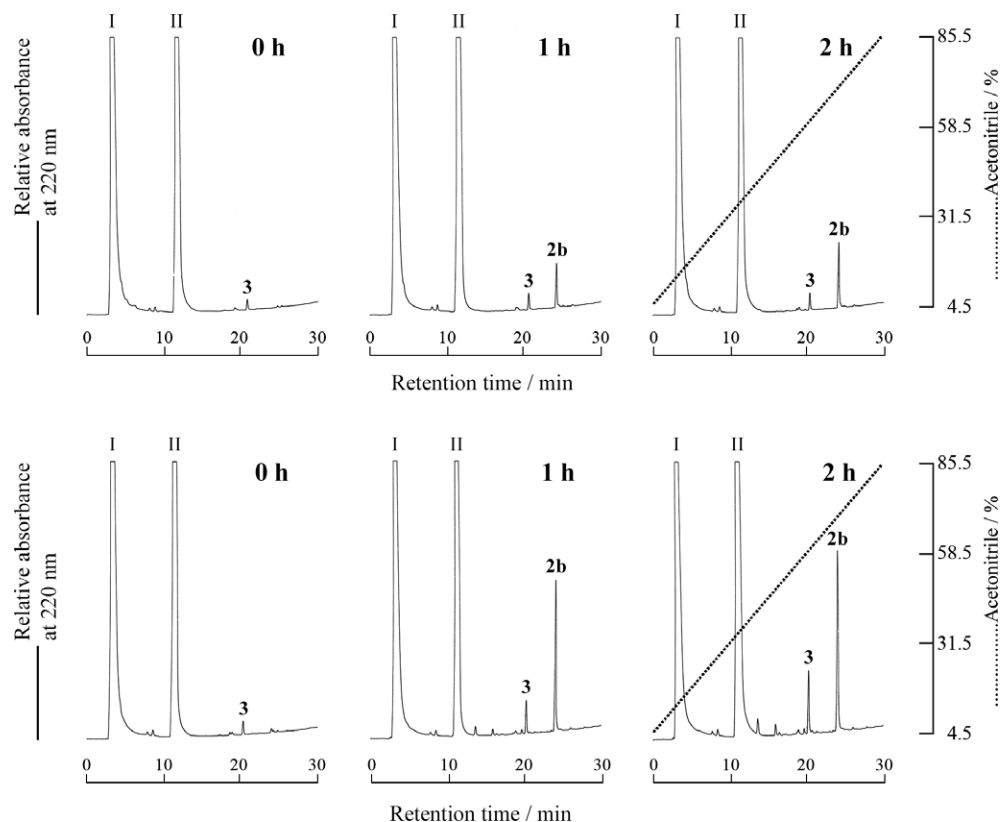 I II
0 h
I II
1 h
I II
2 h
Relative absorbance
at 220 nm
3
3
2b
3
2b
85.5
58.5
31.5
4.5
..............Acetonitrile / %
0 10 20 30
0 10 20 30
0 10 20 30
Retention time / min
I II
0 h
I II
1 h
I II
2 h
Relative absorbance
at 220 nm
3
3
2b
3
2b
85.5
58.5
31.5
4.5
..............Acetonitrile / %
0 10 20 30
0 10 20 30
0 10 20 30
Retention time / min